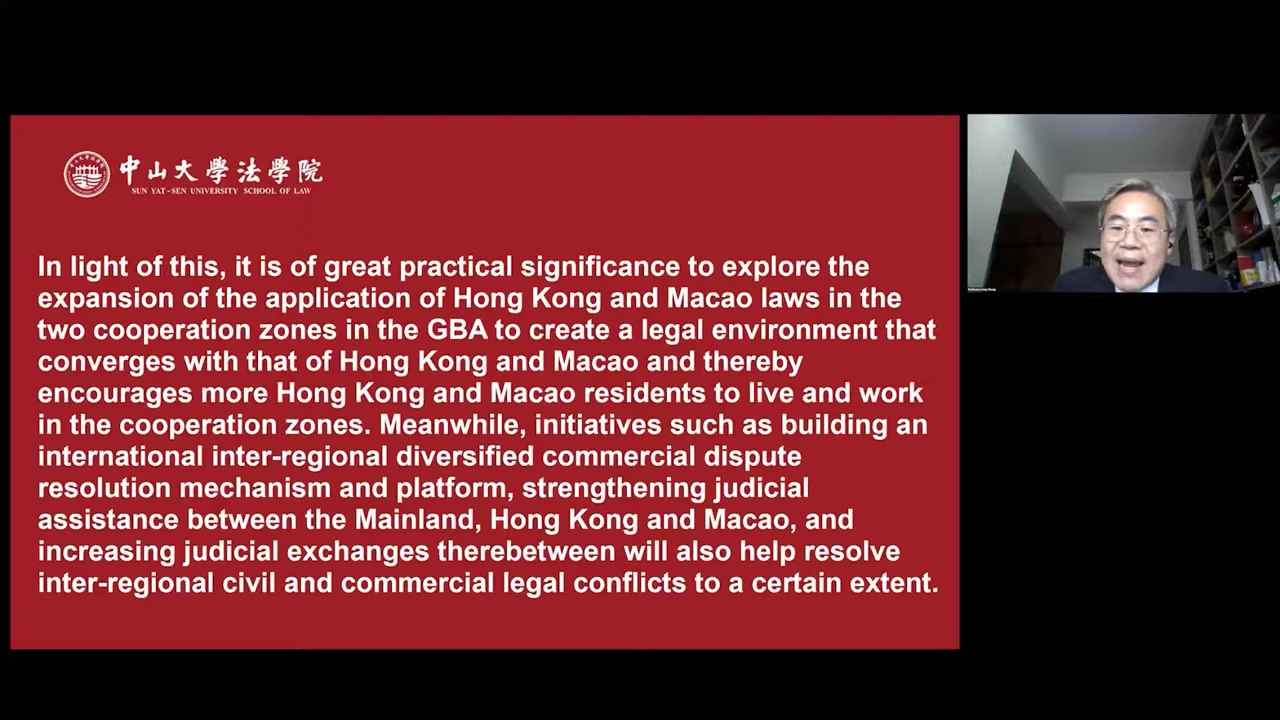 中山大學法學院
SUN YAT-SEN UNIVERSITY SCHOOL OF LAW
In light of this, it is of great practical significance to explore the
expansion of the application of Hong Kong and Macao laws in the
two cooperation zones in the GBA to create a legal environment that
converges with that of Hong Kong and Macao and thereby
encourages more Hong Kong and Macao residents to live and work
in the cooperation zones. Meanwhile, initiatives such as building an
international inter-regional diversified commercial dispute
resolution mechanism and platform, strengthening judicial
assistance between the Mainland, Hong Kong and Macao, and
increasing judicial exchanges therebetween will also help resolve
inter-regional civil and commercial legal conflicts to a certain extent.